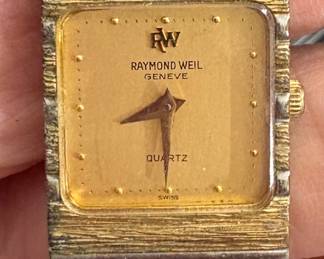 RW
RAYMOND WEIL
GENEVE
QUARTZ
SWISS